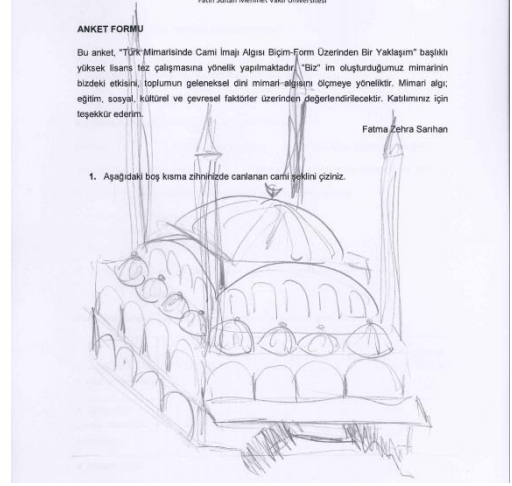 Fatih Sultan Mehmet Vakıf Üniversitesi
ANKET FORMU
Bu anket, "Türk Mimarisinde Cami İmajı Algısı Biçim-Form Üzerinden Bir Yaklaşım" başlıklı
yüksek lisans tez çalışmasına yönelik yapılmaktadır. "Biz" im oluşturduğumuz mimarinin
bizdeki etkisini, toplumun geleneksel dini mimari algısını ölçmeye yöneliktir. Mimari algı;
eğitim, sosyal, kültürel ve çevresel faktörler üzerinden değerlendirilecektir. Katılımınız için
teşekkür ederim.
Fatma Zehra Sarıhan
1. Aşağıdaki boş kısma zihninizde canlanan cami şeklini çiziniz.